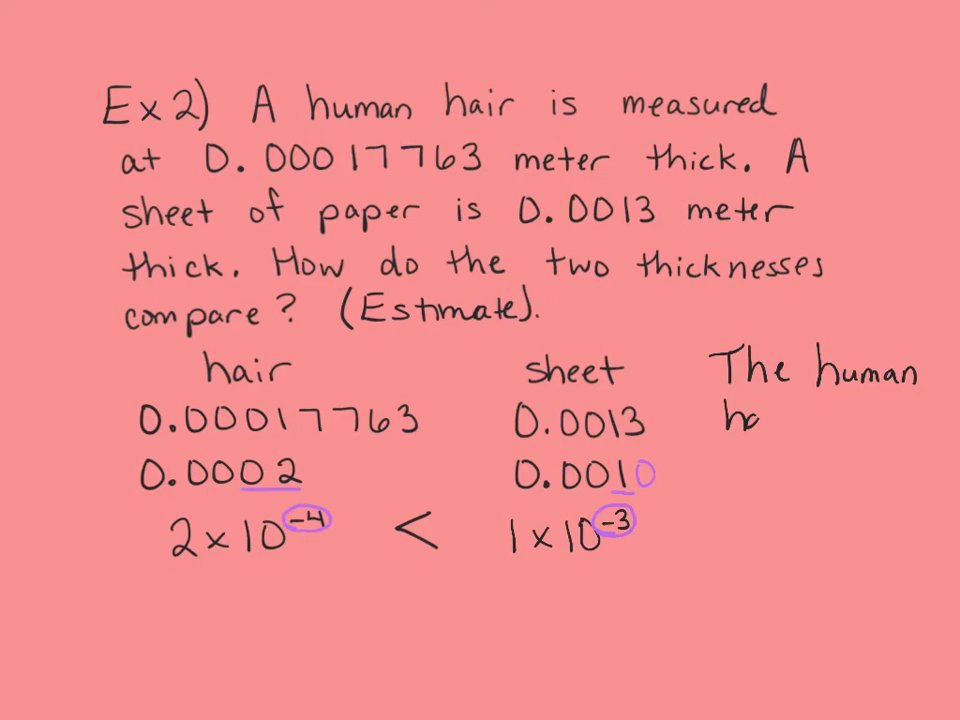 Ex 2) A human hair is measured
at 0.00017763 meter thick. A
sheet of paper is 0.0013 meter
thick. How do the two thicknesses
compare? (Estimate).
hair
0.00017763
0.0002
2 x 10^-4
<
sheet
0.0013
0.0010
1 x 10^-3
The human